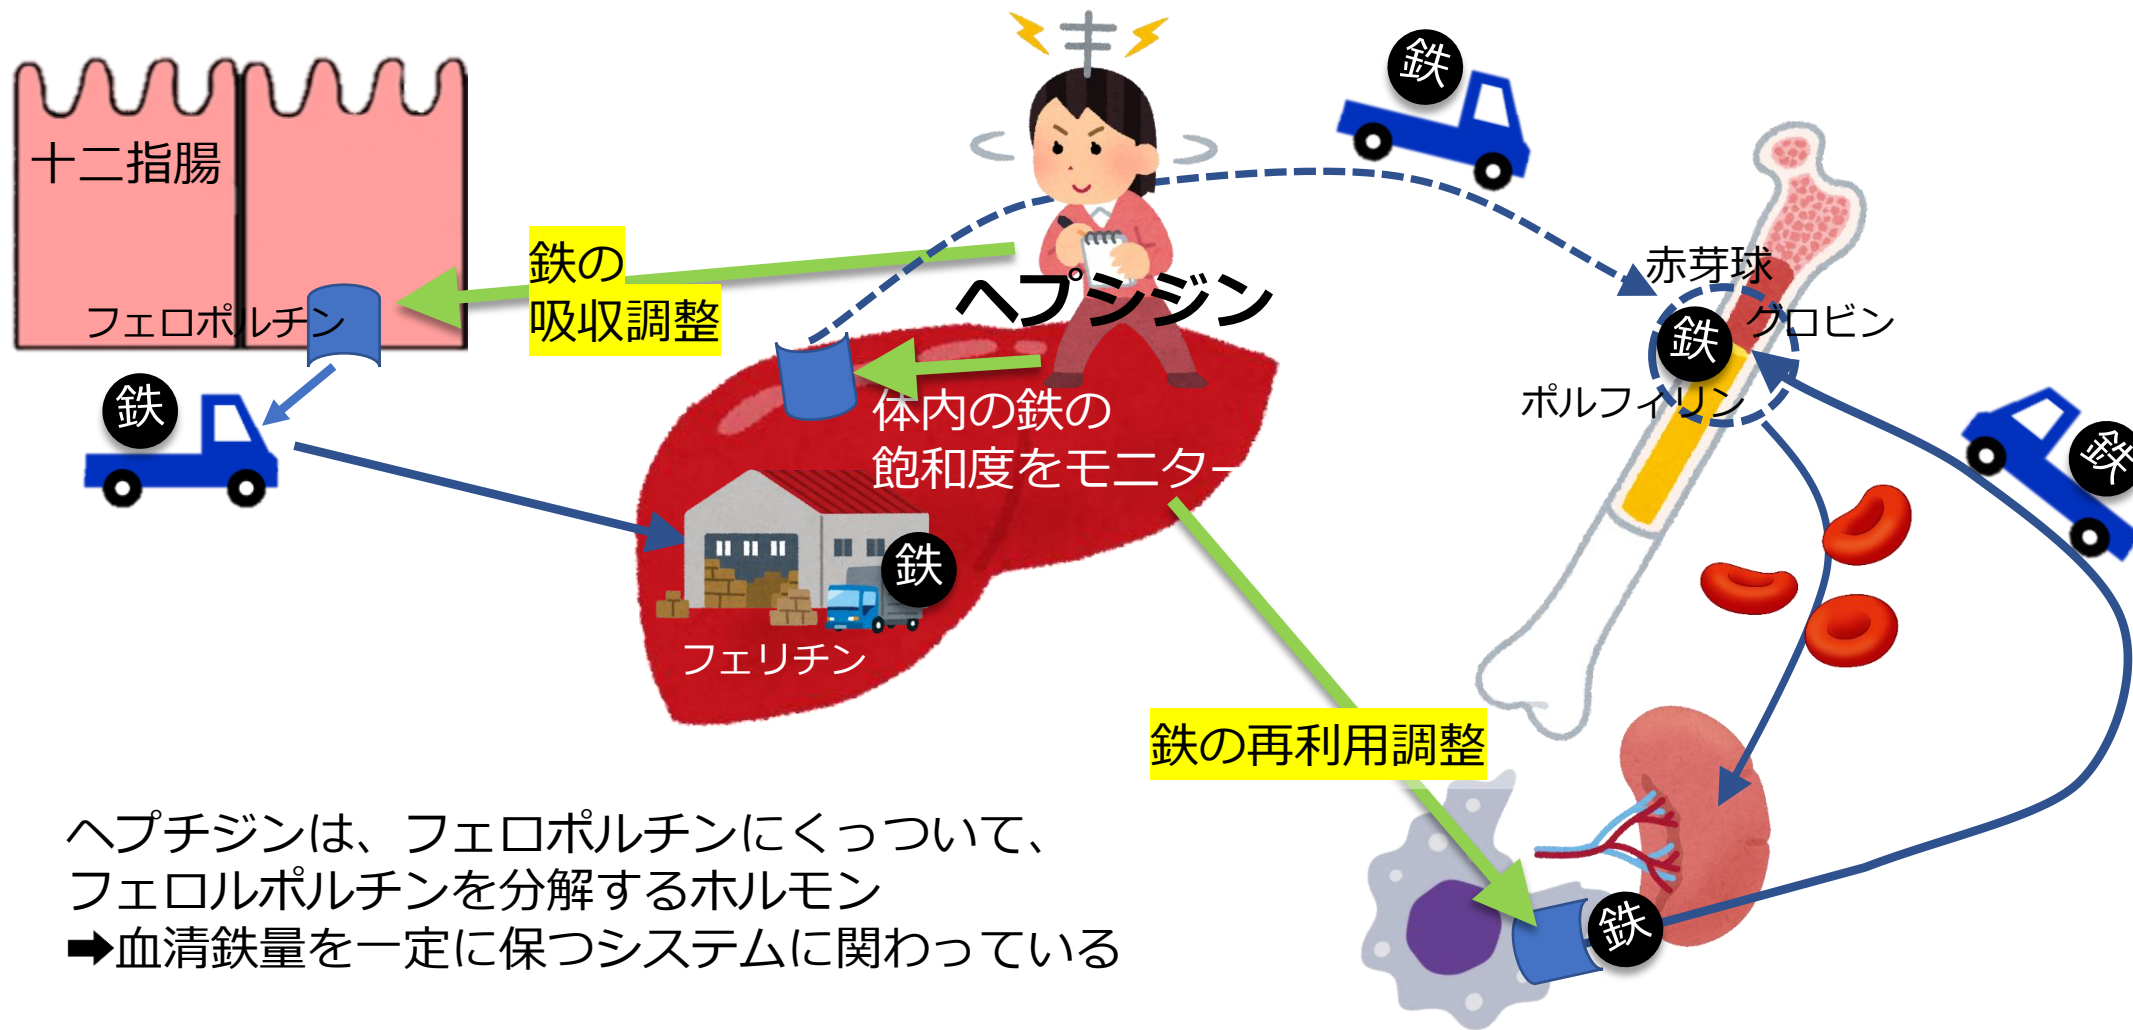 十二指腸
フェロポルチン
鉄
鉄の
吸収調整
ヘプシジン
体内の鉄の
飽和度をモニター
鉄
フェリチン
鉄
赤芽球
鉄
グロビン
ポルフィリン
鉄
鉄の再利用調整
鉄
ヘプチジンは、フェロポルチンにくっついて、
フェロルポルチンを分解するホルモン
➡血清鉄量を一定に保つシステムに関わっている